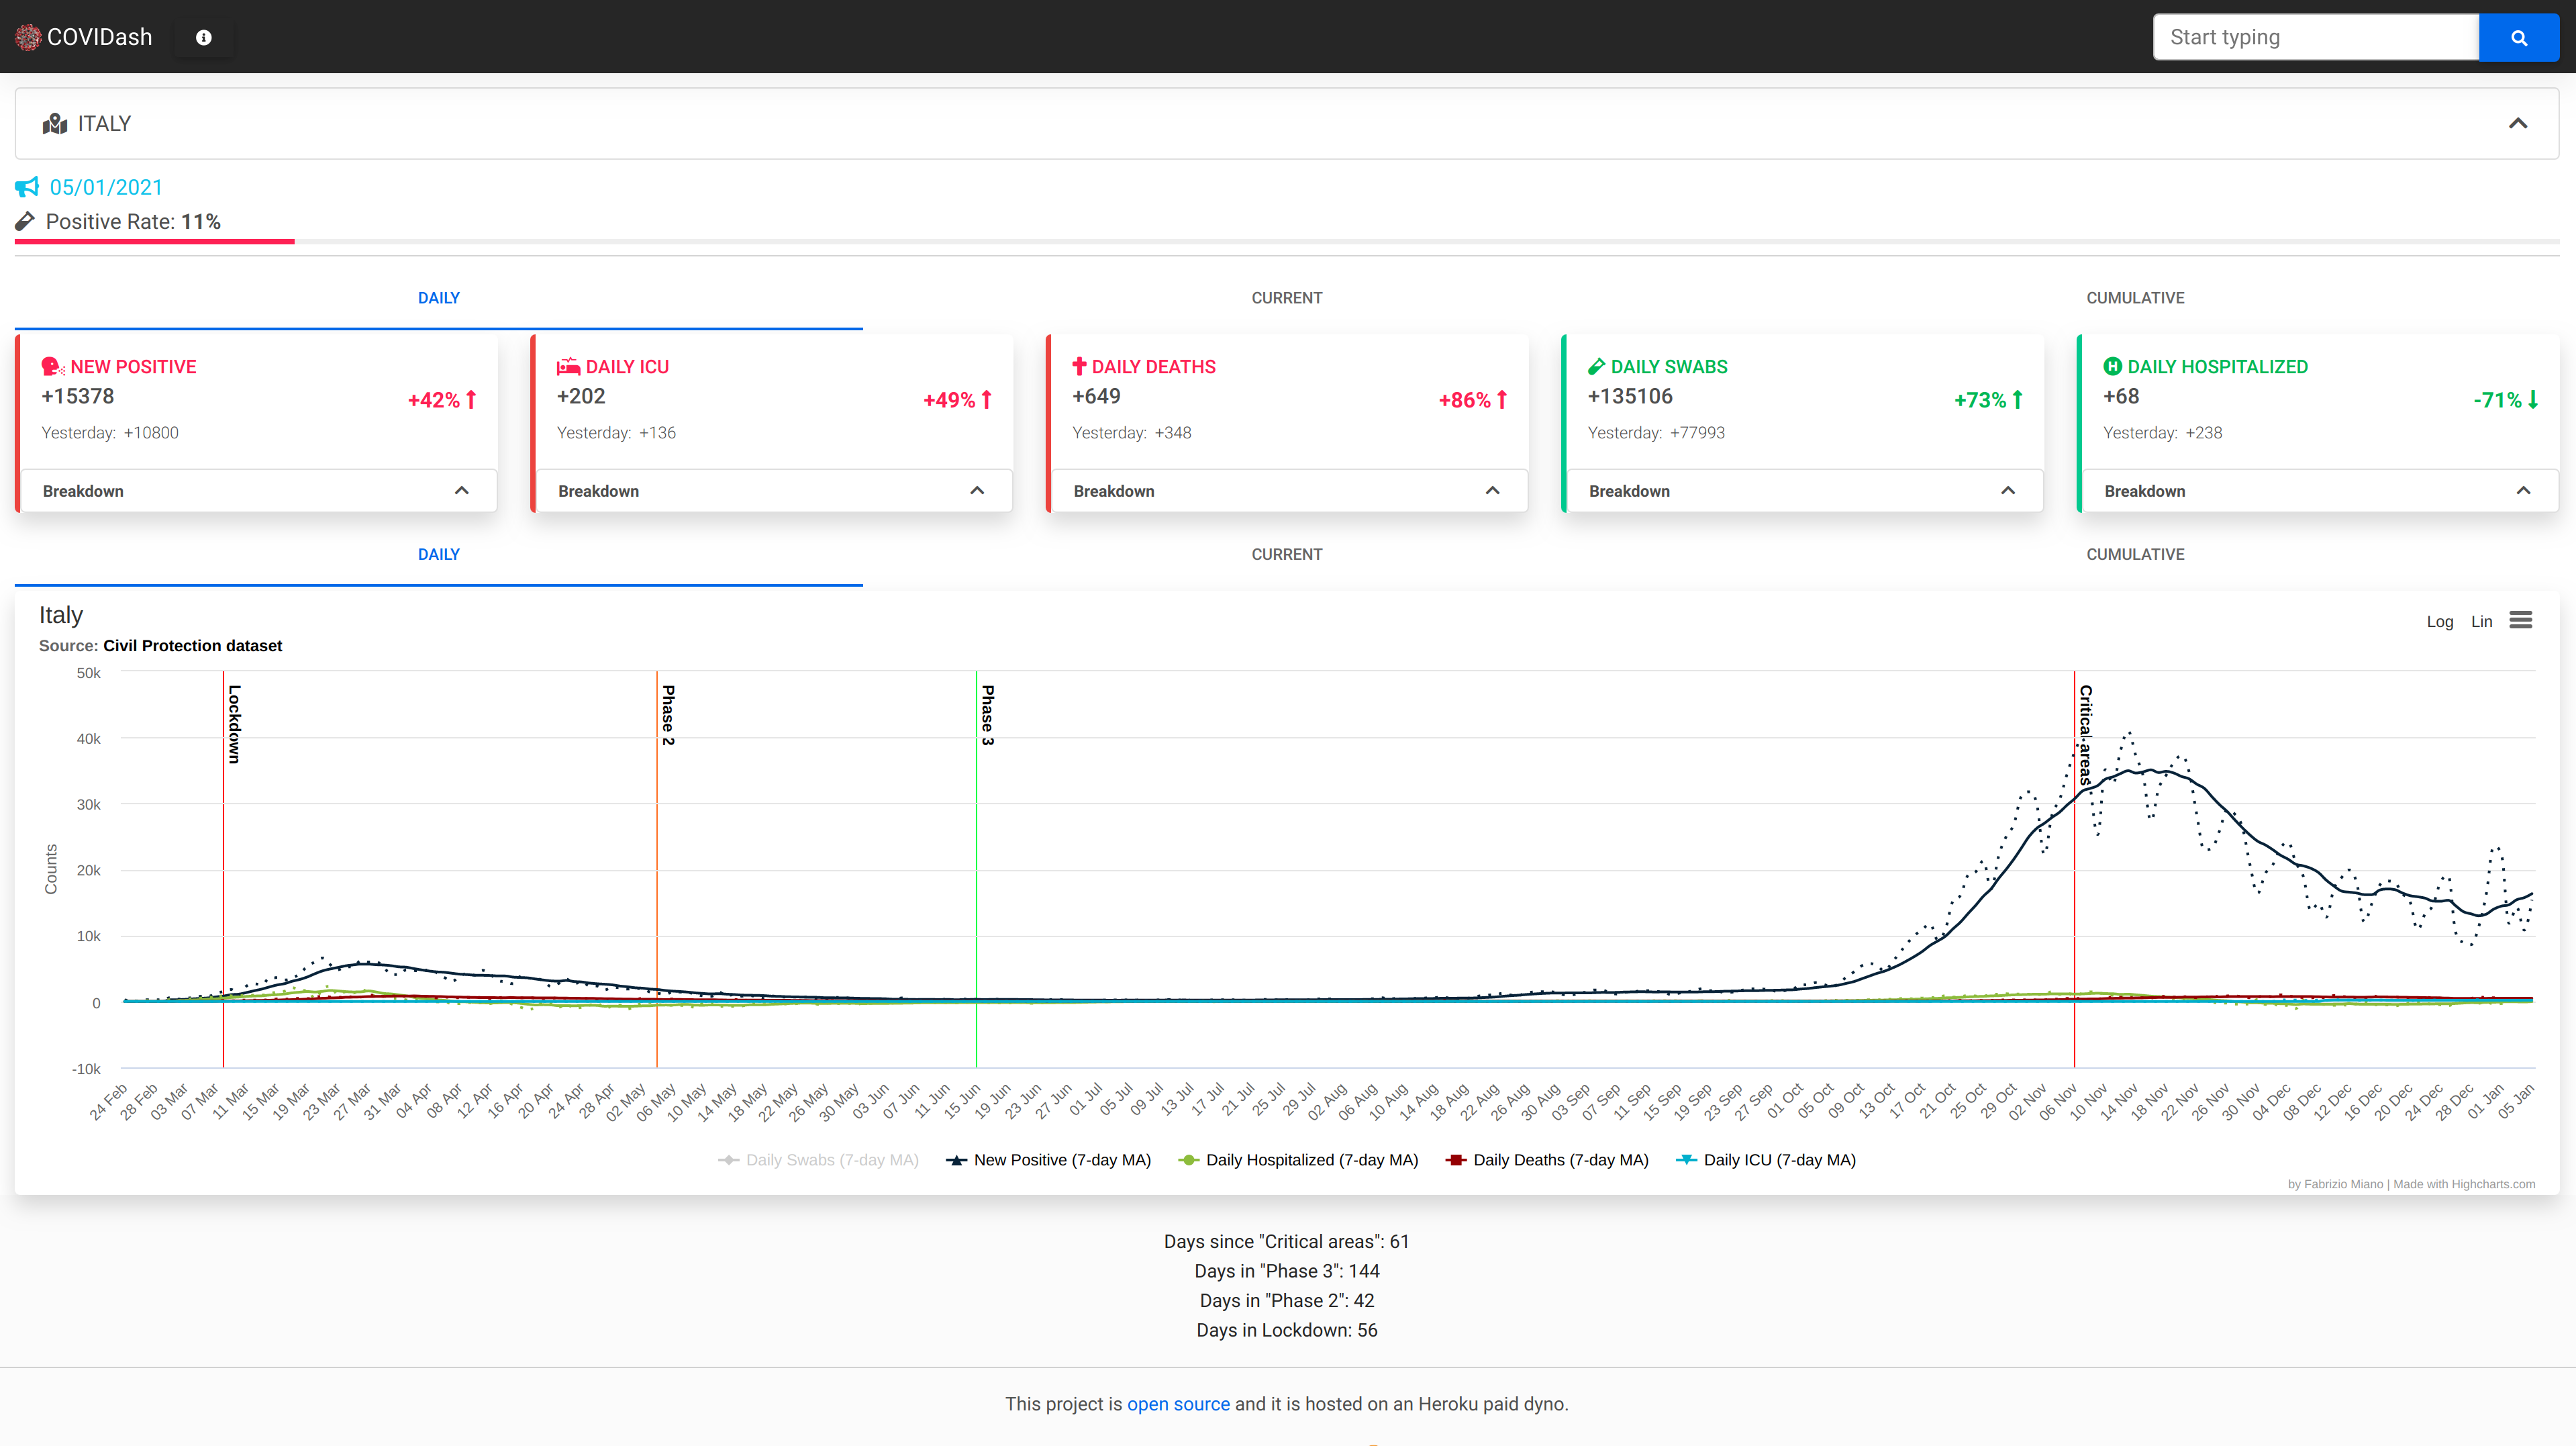 COVIDash
Start typing
ITALY
05/01/2021
Positive Rate: 11%
DAILY
CURRENT
CUMULATIVE
NEW POSITIVE
+15378
+42%
Yesterday: +10800
Breakdown
DAILY ICU
+202
+49%
Yesterday: +136
Breakdown
DAILY DEATHS
+649
+86%
Yesterday: +348
Breakdown
DAILY SWABS
+135106
+73%
Yesterday: +77993
Breakdown
H DAILY HOSPITALIZED
+68
-71%
Yesterday: +238
Breakdown
DAILY
CURRENT
CUMULATIVE
Italy
Log Lin
Source: Civil Protection dataset
Counts
50k
40k
30k
20k
10k
0
-10k
Lockdown
Phase 2
Phase 3
Critical areas
24 Feb
28 Feb
03 Mar
07 Mar
11 Mar
15 Mar
19 Mar
23 Mar
27 Mar
31 Mar
04 Apr
08 Apr
12 Apr
16 Apr
20 Apr
24 Apr
28 Apr
02 May
06 May
10 May
14 May
18 May
22 May
26 May
30 May
03 Jun
07 Jun
11 Jun
15 Jun
19 Jun
23 Jun
27 Jun
01 Jul
05 Jul
09 Jul
13 Jul
17 Jul
21 Jul
25 Jul
29 Jul
02 Aug
06 Aug
10 Aug
14 Aug
18 Aug
22 Aug
26 Aug
30 Aug
03 Sep
07 Sep
11 Sep
15 Sep
19 Sep
23 Sep
27 Sep
01 Oct
05 Oct
09 Oct
13 Oct
17 Oct
21 Oct
25 Oct
29 Oct
02 Nov
06 Nov
10 Nov
14 Nov
18 Nov
22 Nov
26 Nov
30 Nov
04 Dec
08 Dec
12 Dec
16 Dec
20 Dec
24 Dec
28 Dec
01 Jan
05 Jan
Daily Swabs (7-day MA)
New Positive (7-day MA)
Daily Hospitalized (7-day MA)
Daily Deaths (7-day MA)
Daily ICU (7-day MA)
by Fabrizio Miano | Made with Highcharts.com
Days since "Critical areas": 61
Days in "Phase 3": 144
Days in "Phase 2": 42
Days in Lockdown: 56
This project is open source and it is hosted on an Heroku paid dyno.